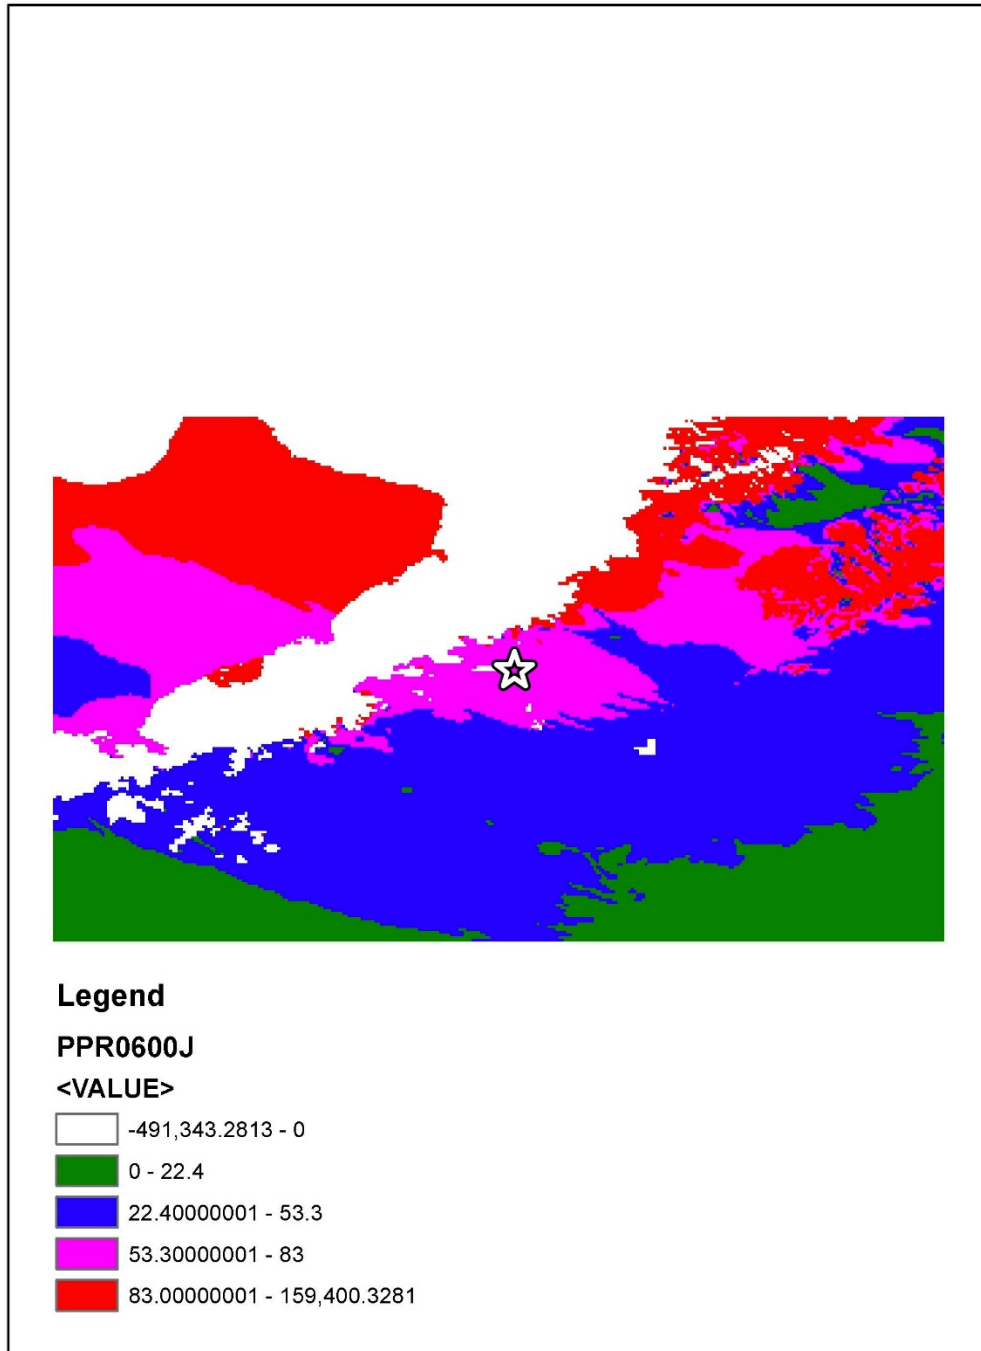 Legend
PPR0600J
<VALUE>
-491,343.2813 - 0
0 - 22.4
22.40000001 - 53.3
53.30000001 - 83
83.00000001 - 159,400.3281